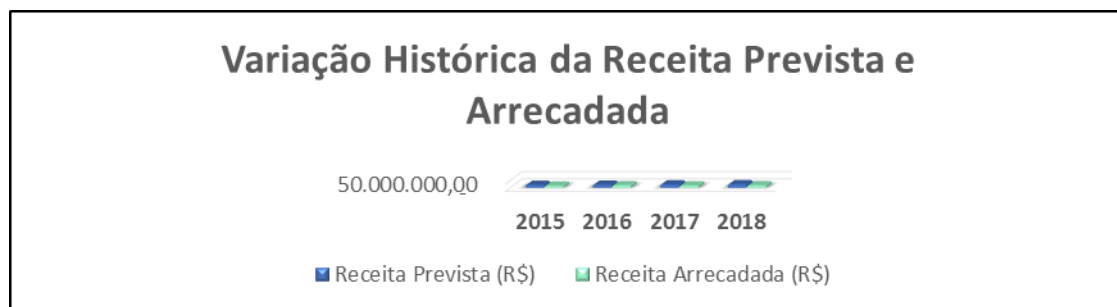 Variação Histórica da Receita Prevista e
Arrecadada
50.000.000,00
2015 2016 2017 2018
Receita Prevista (R$) Receita Arrecadada (R$)